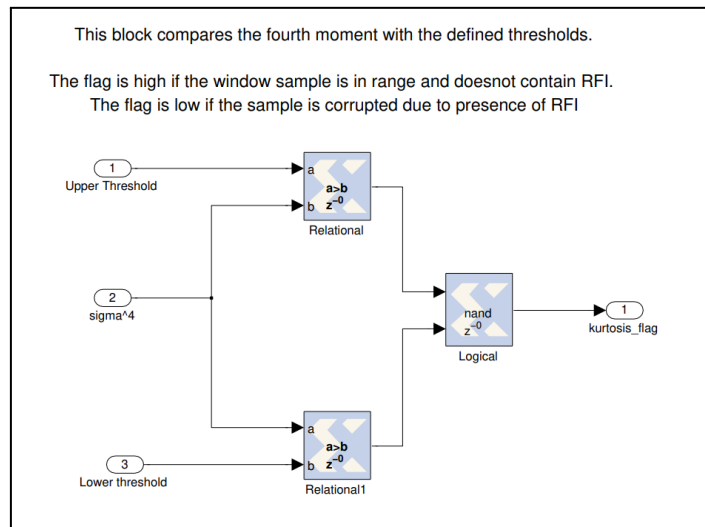 This block compares the fourth moment with the defined thresholds.
The flag is high if the window sample is in range and doesnot contain RFI.
The flag is low if the sample is corrupted due to presence of RFI
1
Upper Threshold
a
a>b
b z^-0
Relational
2
sigma^4
nand
z^-0
Logical
1
kurtosis_flag
a
a>b
b z^-0
Relational1
3
Lower threshold